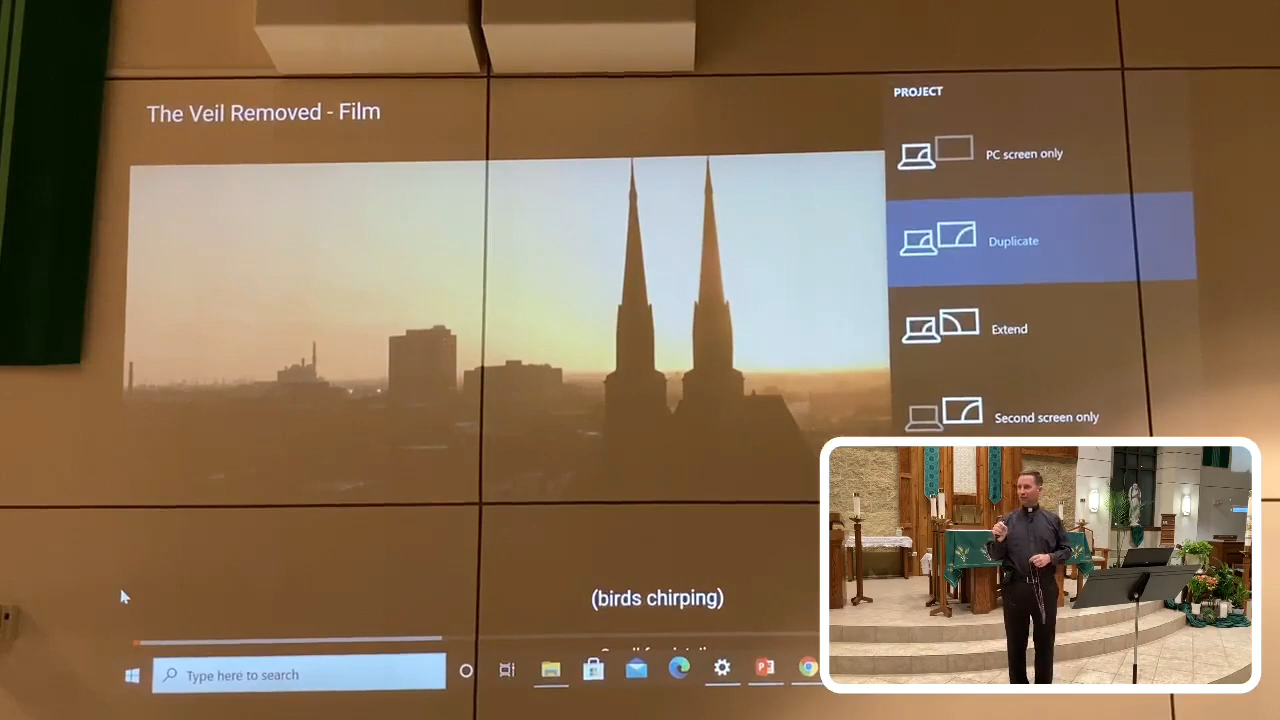 The Veil Removed - Film
PROJECT
PC screen only
Duplicate
Extend
Second screen only
(birds chirping)
Type here to search